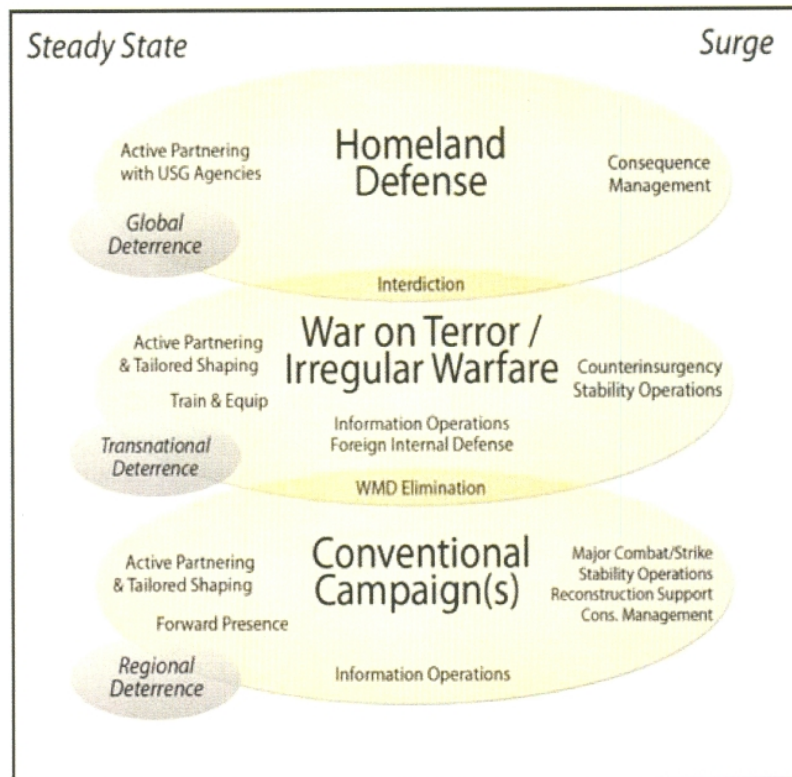 Steady State
Surge
Active Partnering
with USG Agencies
Homeland
Defense
Consequence
Management
Global
Deterrence
Interdiction
Active Partnering
& Tailored Shaping
Train & Equip
War on Terror /
Irregular Warfare
Counterinsurgency
Stability Operations
Information Operations
Foreign Internal Defense
Transnational
Deterrence
WMD Elimination
Active Partnering
& Tailored Shaping
Forward Presence
Conventional
Campaign(s)
Major Combat/Strike
Stability Operations
Reconstruction Support
Cons. Management
Regional
Deterrence
Information Operations